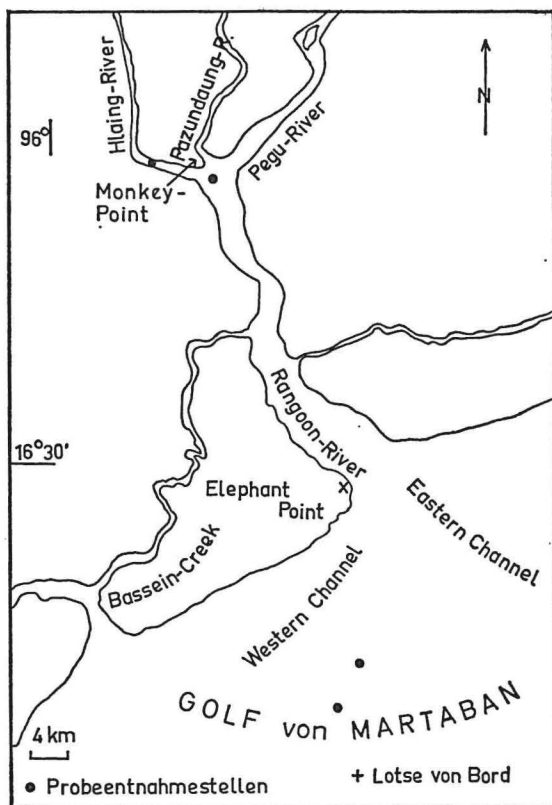 Hlaing-River
Pazundaung-R.
Pegu-River
N
96°
Monkey-
Point
Rangoon-River
16°30'
Elephant
Point
Eastern Channel
Bassein-Creek
Western Channel
GOLF von MARTABAN
4 km
Probeentnahmestellen
+ Lotse von Bord